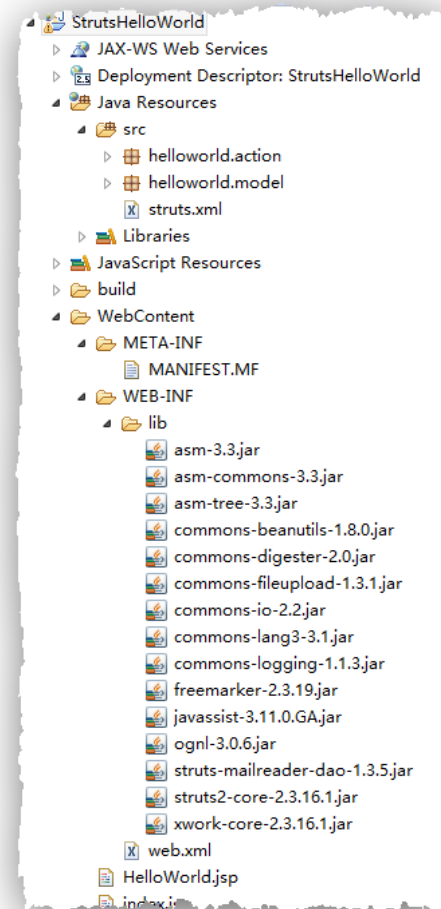 StrutsHelloWorld
JAX-WS Web Services
Deployment Descriptor: StrutsHelloWorld
Java Resources
src
helloworld.action
helloworld.model
struts.xml
Libraries
JavaScript Resources
build
WebContent
META-INF
MANIFEST.MF
WEB-INF
lib
asm-3.3.jar
asm-commons-3.3.jar
asm-tree-3.3.jar
commons-beanutils-1.8.0.jar
commons-digester-2.0.jar
commons-fileupload-1.3.1.jar
commons-io-2.2.jar
commons-lang3-3.1.jar
commons-logging-1.1.3.jar
freemarker-2.3.19.jar
javassist-3.11.0.GA.jar
ognl-3.0.6.jar
struts-mailreader-dao-1.3.5.jar
struts2-core-2.3.16.1.jar
xwork-core-2.3.16.1.jar
web.xml
HelloWorld.jsp